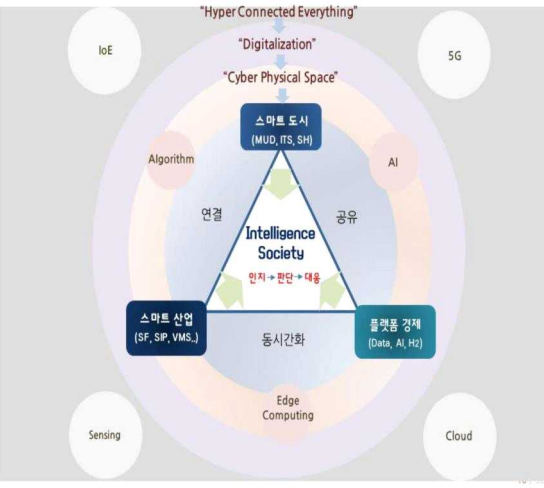 “Hyper Connected Everything”
IoE
“Digitalization”
5G
“Cyber Physical Space”
스마트 도시
(MUD, ITS, SH)
Algorithm
AI
연결
공유
Intelligence
Society
인지→판단→대응
스마트 산업
(SF, SIP, VMS..)
플랫폼 경제
(Data, AI, H2)
동시간화
Edge
Computing
Sensing
Cloud